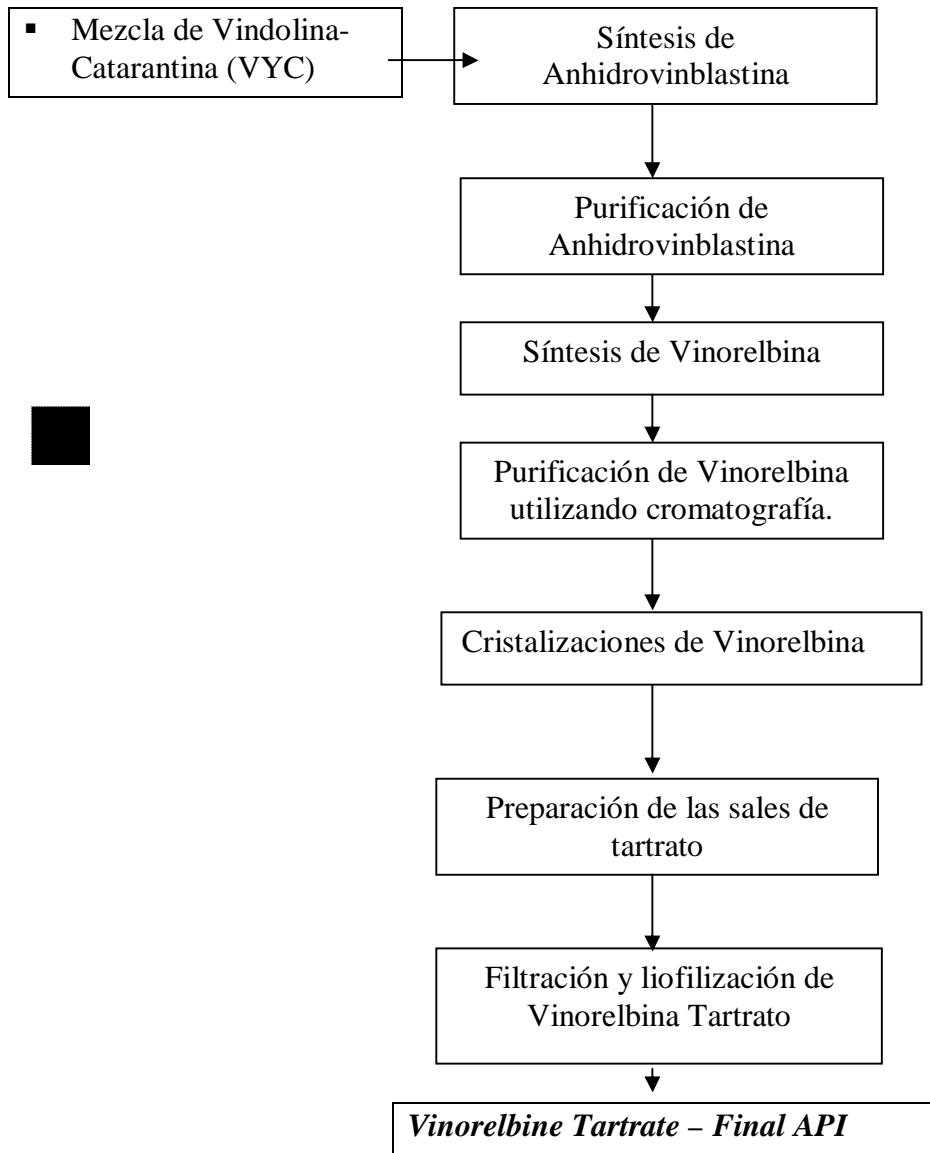 ▪ Mezcla de Vindolina-
Catarantina (VYC)
Síntesis de
Anhidrovinblastina
Purificación de
Anhidrovinblastina
Síntesis de Vinorelbina
Purificación de Vinorelbina
utilizando cromatografía.
Cristalizaciones de Vinorelbina
Preparación de las sales de
tartrato
Filtración y liofilización de
Vinorelbina Tartrato
Vinorelbine Tartrate – Final API